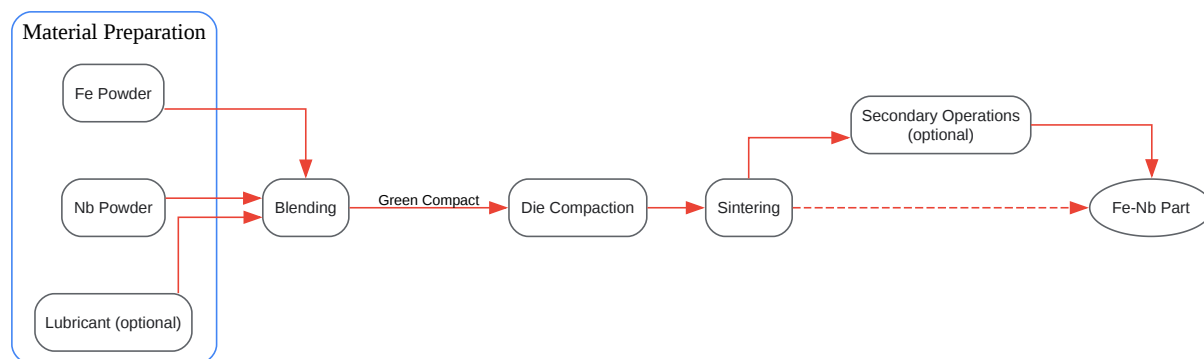 Material Preparation
Fe Powder
Nb Powder
Lubricant (optional)
Blending
Green Compact
Die Compaction
Sintering
Secondary Operations
(optional)
Fe-Nb Part